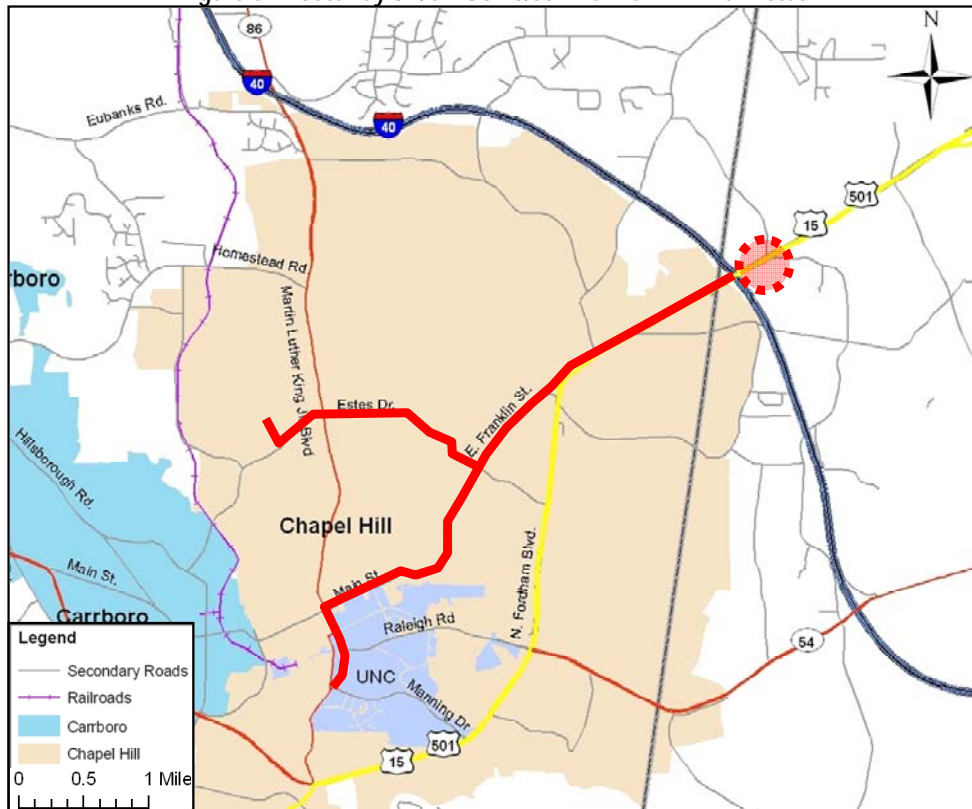 N
86
40
Eubanks Rd.
40
501
15
Homestead Rd
rboro
Martin Luther King Jr Blvd
Estes Dr.
E. Franklin St.
Hillsborough Rd.
Chapel Hill
N. Fordham Blvd.
Main St.
Main St.
Carrboro
Raleigh Rd
54
UNC
Manning Dr
501
15
Legend
Secondary Roads
Railroads
Carrboro
Chapel Hill
0 0.5 1 Mile